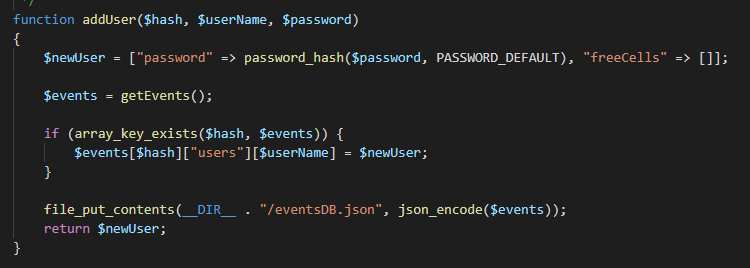 */
function addUser($hash, $userName, $password)
{
    $newUser = ["password" => password_hash($password, PASSWORD_DEFAULT), "freeCells" => []];
    $events = getEvents();
    if (array_key_exists($hash, $events)) {
        $events[$hash]["users"][$userName] = $newUser;
    }
    file_put_contents(__DIR__ . "/eventsDB.json", json_encode($events));
    return $newUser;
}